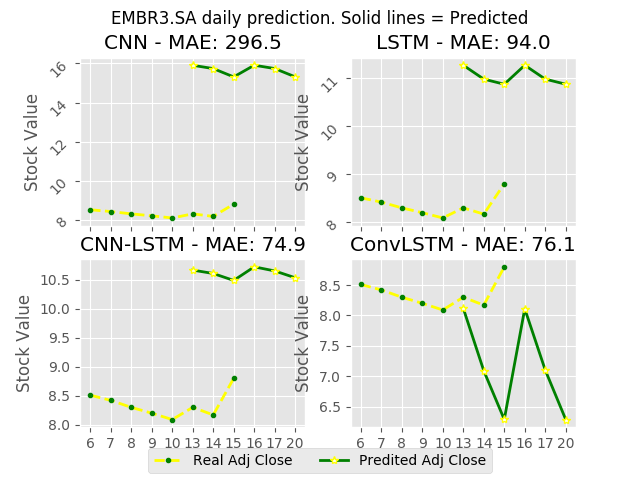 EMBR3.SA daily prediction. Solid lines = Predicted
CNN - MAE: 296.5
Stock Value
16
14
12
10
8
LSTM - MAE: 94.0
Stock Value
11
10
9
8
CNN-LSTM - MAE: 74.9
Stock Value
10.5
10.0
9.5
9.0
8.5
8.0
6 7 8 9 10 13 14 15 16 17 20
ConvLSTM - MAE: 76.1
Stock Value
8.5
8.0
7.5
7.0
6.5
6 7 8 9 10 13 14 15 16 17 20
Real Adj Close
Predited Adj Close